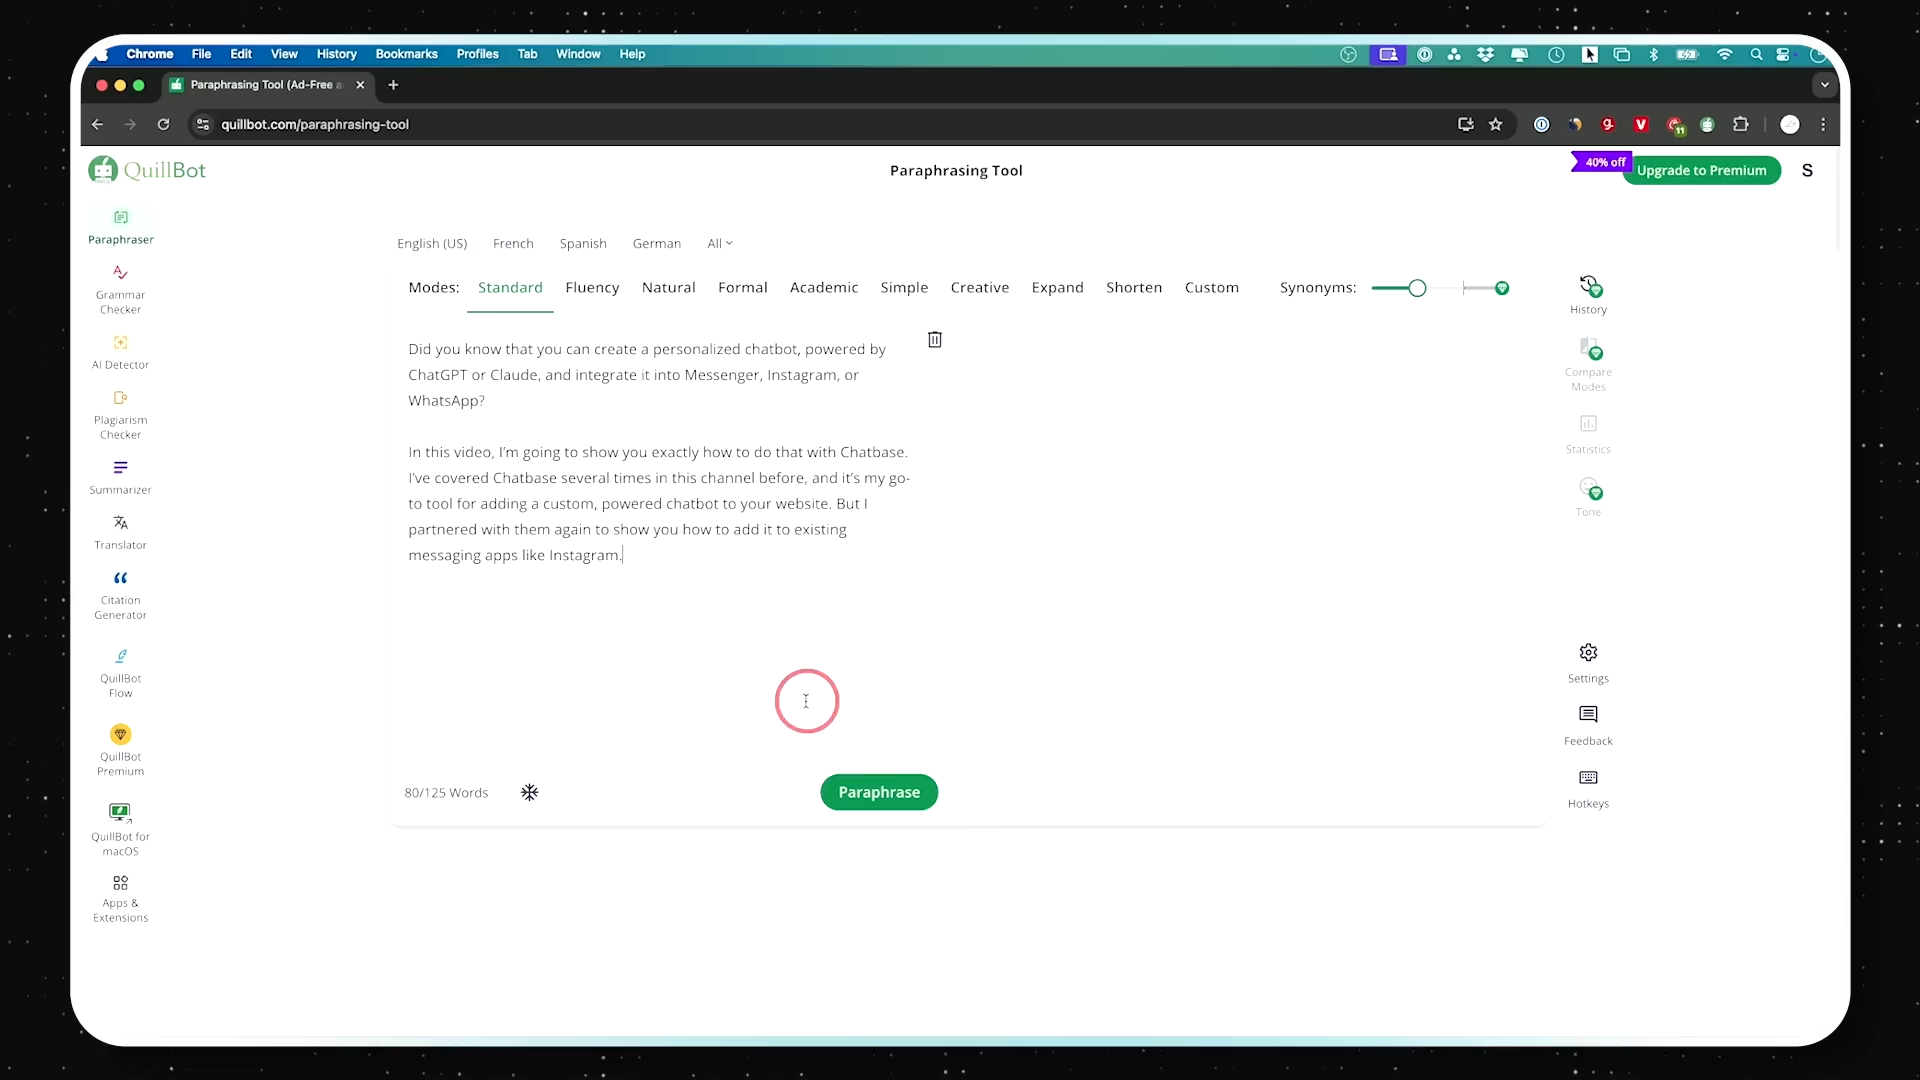 Chrome File Edit View History Bookmarks Profiles Tab Window Help
Paraphrasing Tool (Ad-Free a
quillbot.com/paraphrasing-tool
11
QuillBot
Paraphrasing Tool
40% off
Upgrade to Premium
S
Paraphraser
Grammar
Checker
AI Detector
Plagiarism
Checker
Summarizer
Translator
Citation
Generator
QuillBot
Flow
QuillBot
Premium
QuillBot for
macOS
Apps &
Extensions
English (US) French Spanish German All
Modes: Standard Fluency Natural Formal Academic Simple Creative Expand Shorten Custom Synonyms:
Did you know that you can create a personalized chatbot, powered by
ChatGPT or Claude, and integrate it into Messenger, Instagram, or
WhatsApp?
In this video, I'm going to show you exactly how to do that with Chatbase.
I've covered Chatbase several times in this channel before, and it's my go-
to tool for adding a custom, powered chatbot to your website. But I
partnered with them again to show you how to add it to existing
messaging apps like Instagram.
80/125 Words
Paraphrase
History
Compare
Modes
Statistics
Tone
Settings
Feedback
Hotkeys